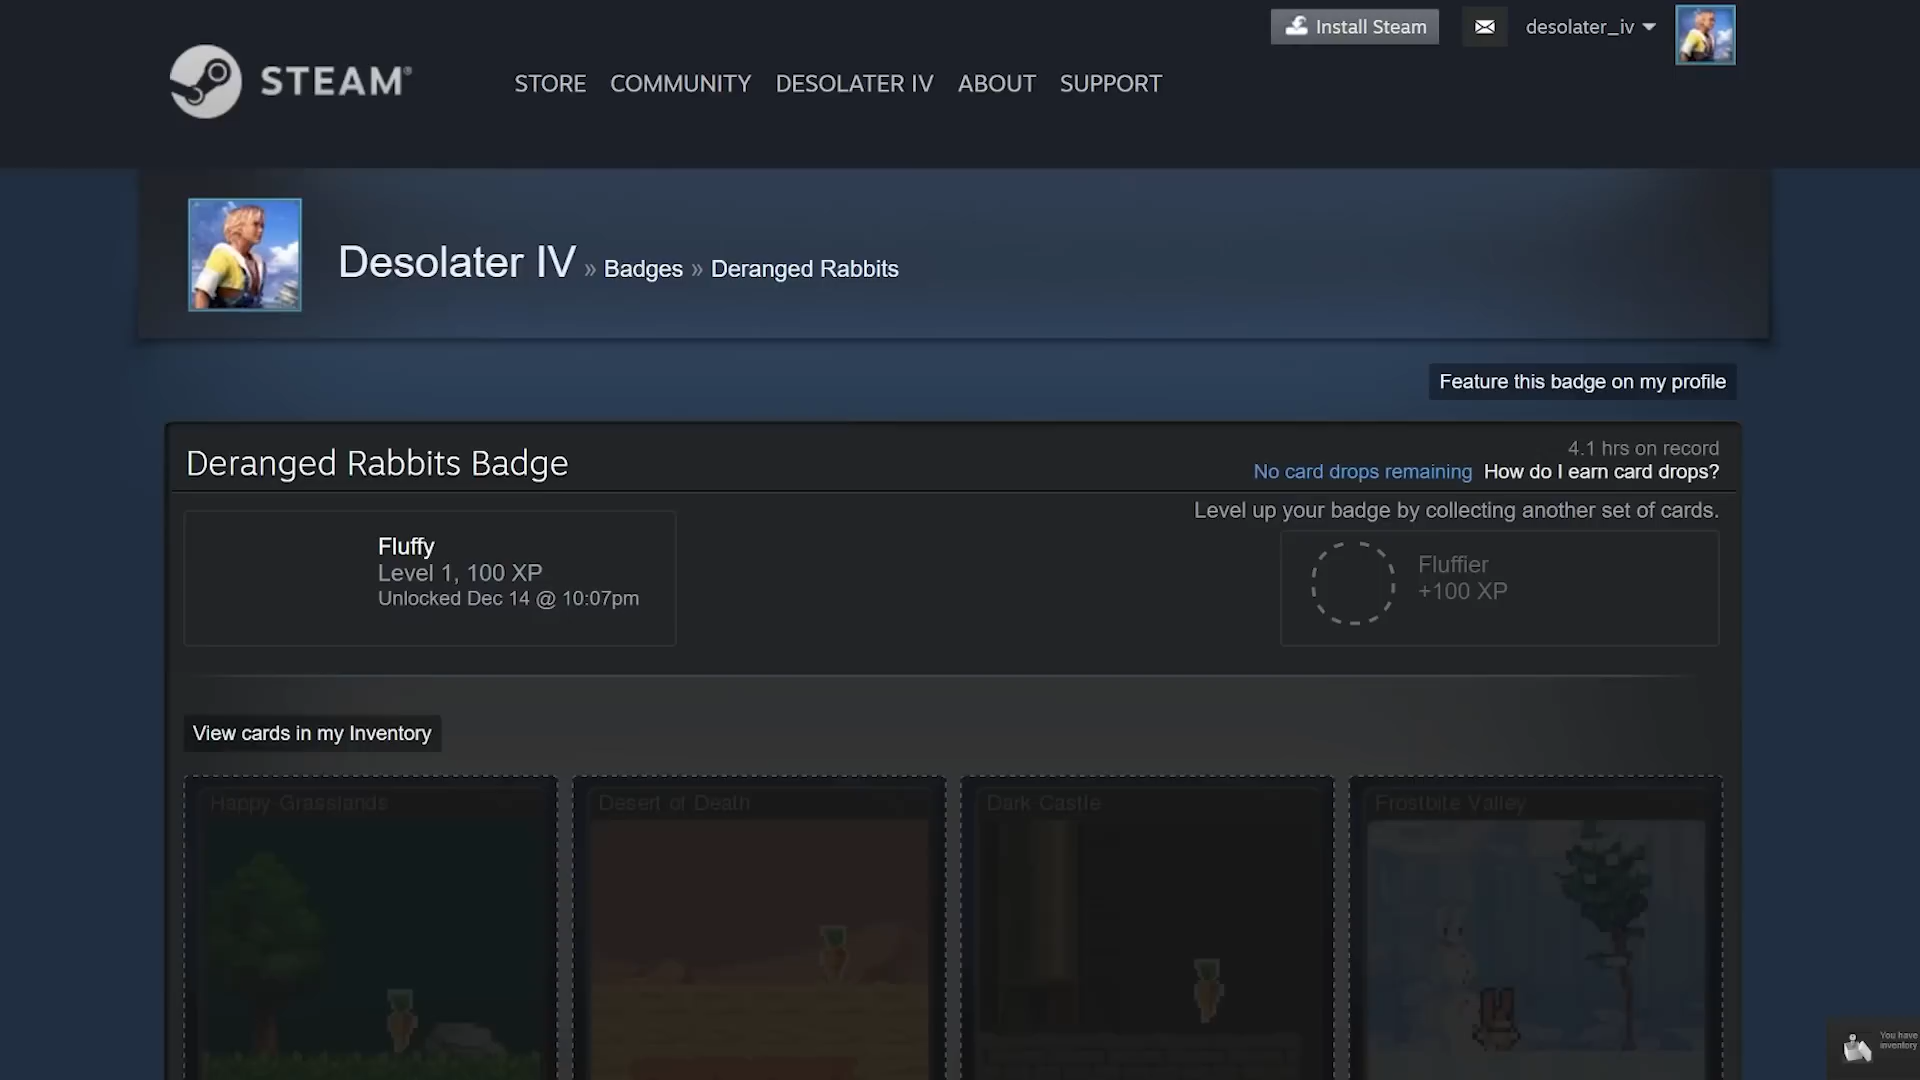 Install Steam
desolater_iv
STEAM®
STORE COMMUNITY DESOLATER IV ABOUT SUPPORT
Desolater IV » Badges » Deranged Rabbits
Feature this badge on my profile
Deranged Rabbits Badge
4.1 hrs on record
No card drops remaining How do I earn card drops?
Level up your badge by collecting another set of cards.
Fluffy
Level 1, 100 XP
Unlocked Dec 14 @ 10:07pm
Fluffier
+100 XP
View cards in my Inventory
Happy Grasslands
Desert of Death
Dark Castle
Frostbite Valley
You have
inventory